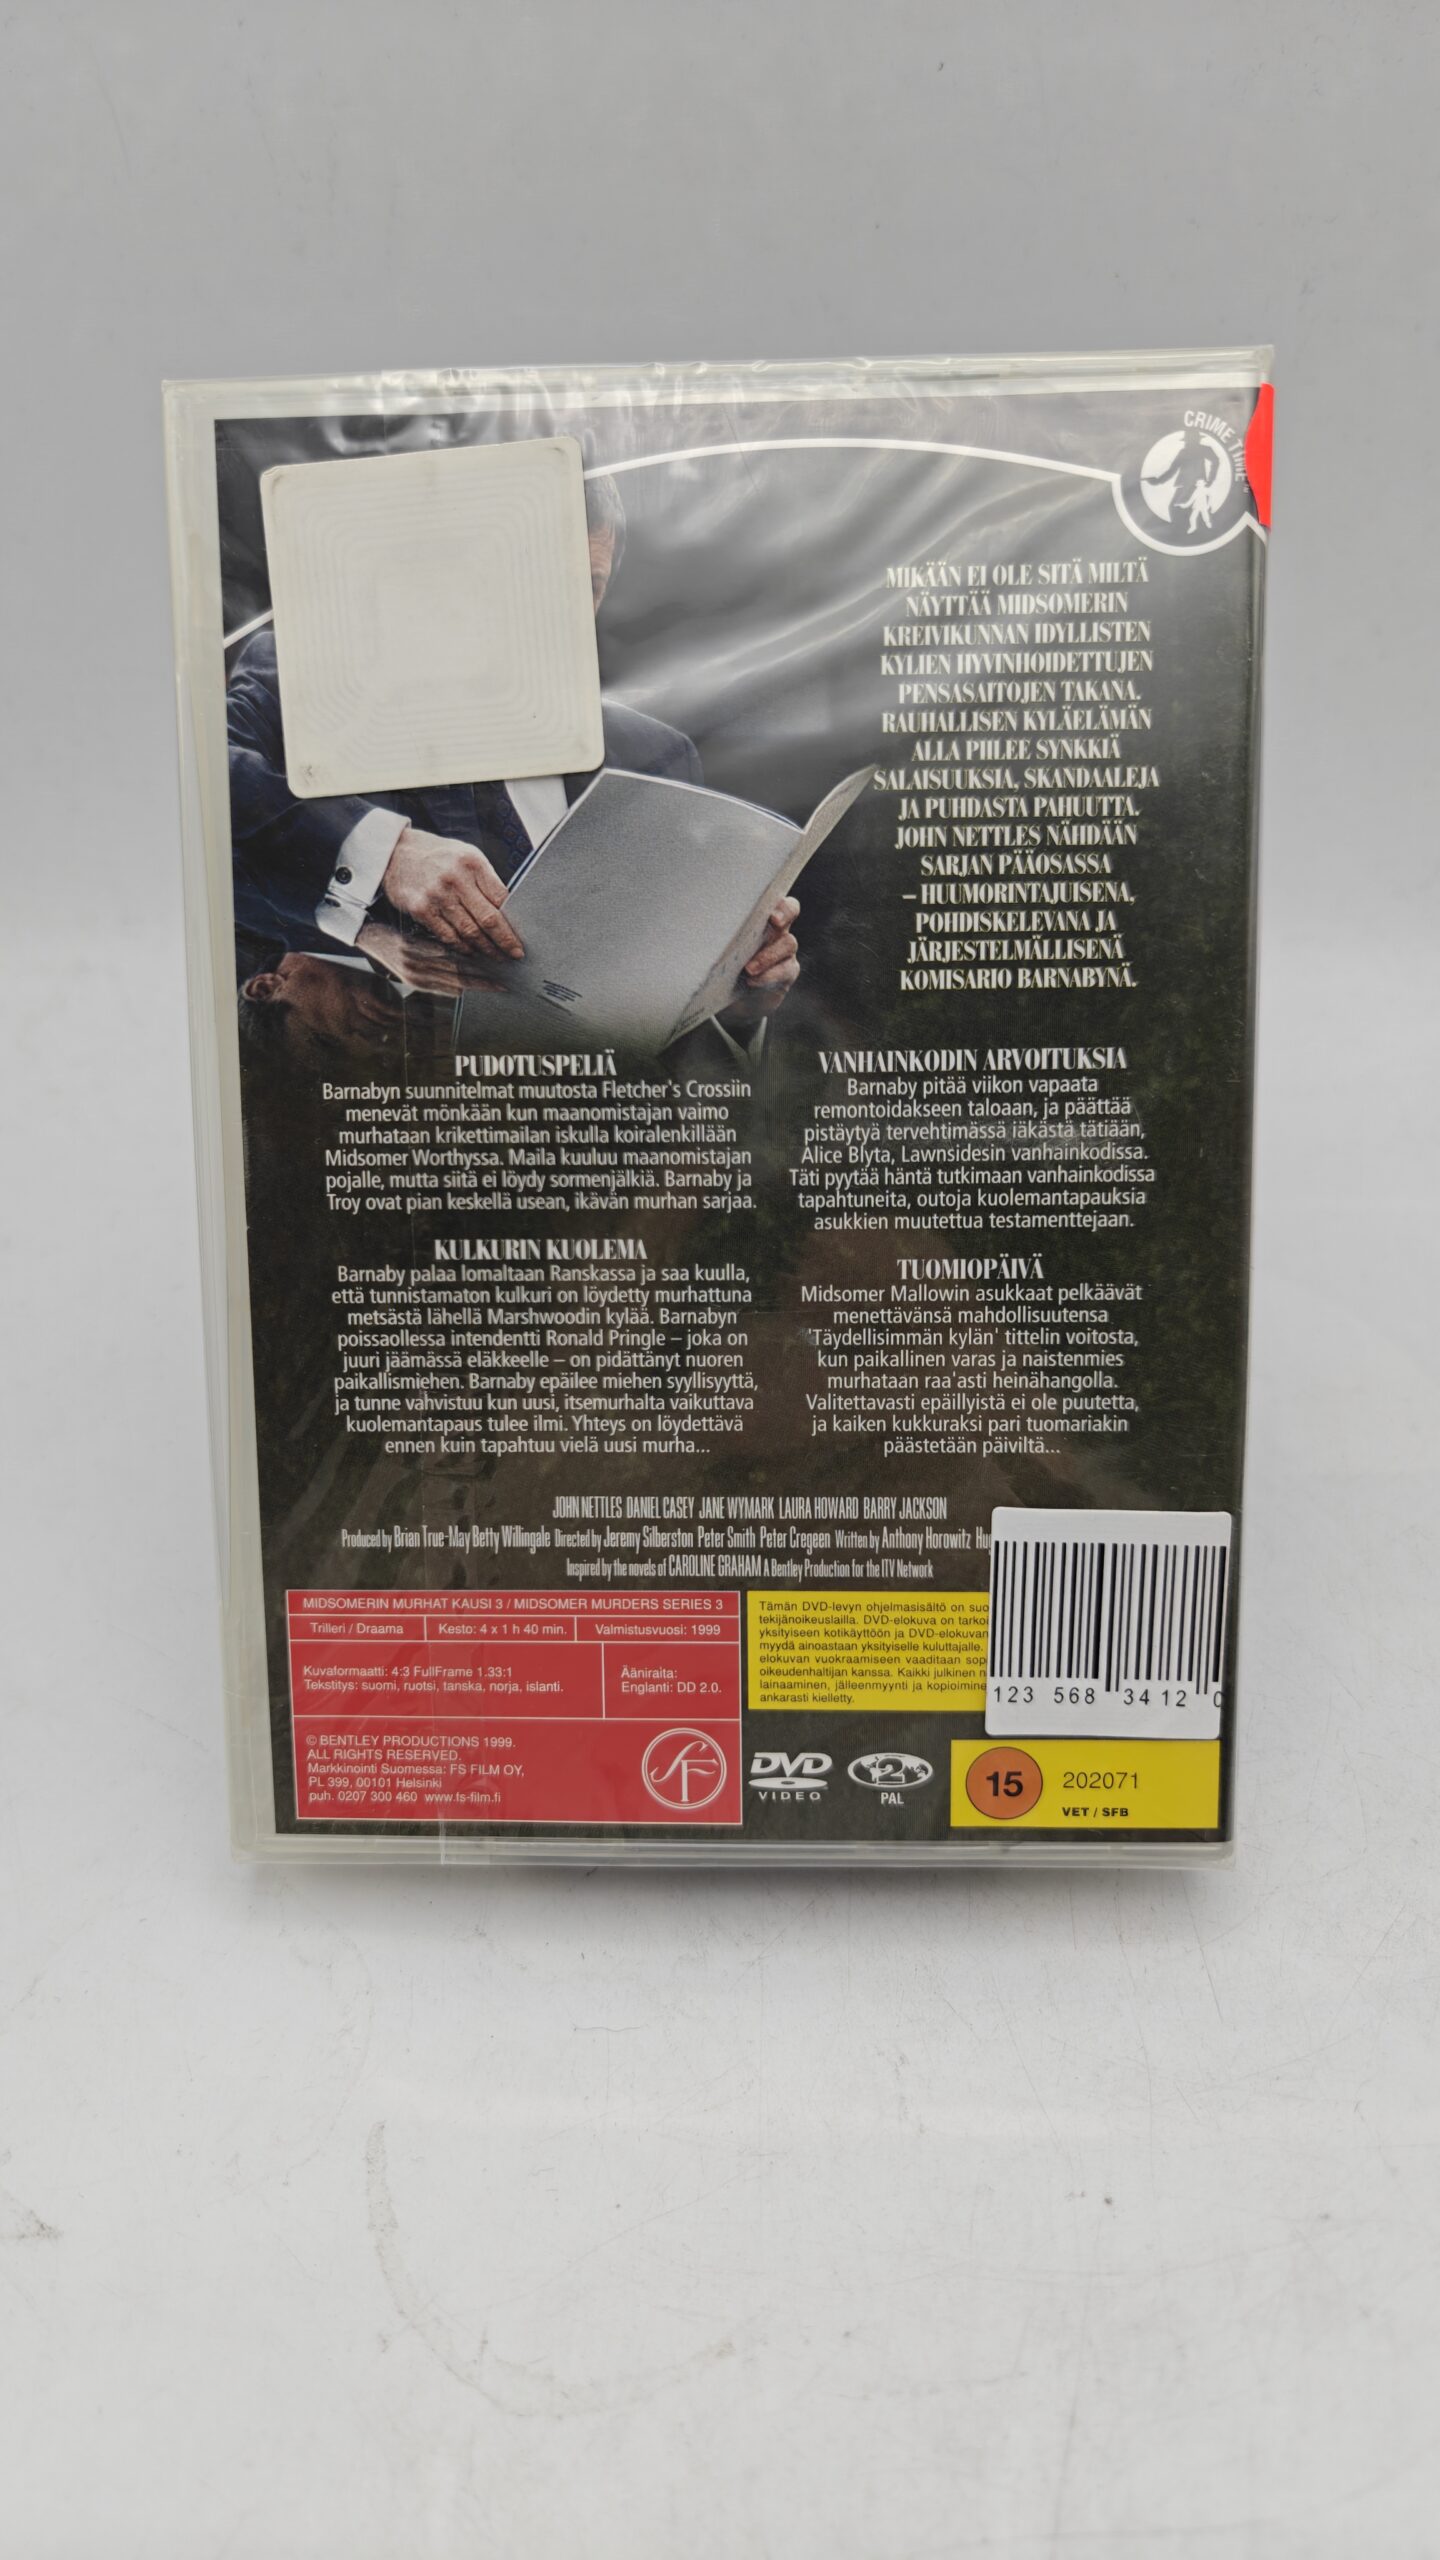 CRIME TIME
MIKÄÄN EI OLE SITÄ MILTÄ
NÄYTTÄÄ MIDSOMERIN
KREIVIKUNNAN IDYLLISTEN
KYLIEN HYVINHOIDETTUJEN
PENSASAITOJEN TAKANA.
RAUHALLISEN KYLÄELÄMÄN
ALLA PIILEE SYNKKIÄ
SALAISUUKSIA, SKANDAALEJA
JA PUHDASTA PAHUUTTA.
JOHN NETTLES NÄHDÄÄN
SARJAN PÄÄOSASSA
– HUUMORINTAJUISENA,
POHDISKELEVANA JA
JÄRJESTELMÄLLISENÄ
KOMISARIO BARNABYNÄ.
PUDOTUSPELIÄ
Barnabyn suunnitelmat muutosta Fletcher's Crossiin
menevät mönkään kun maanomistajan vaimo
murhataan krikettimailan iskulla koiralenkillään
Midsomer Worthyssa. Maila kuuluu maanomistajan
pojalle, mutta siitä ei löydy sormenjälkiä. Barnaby ja
Troy ovat pian keskellä usean, ikävän murhan sarjaa.
KULKURIN KUOLEMA
Barnaby palaa lomaltaan Ranskassa ja saa kuulla,
että tunnistamaton kulkuri on löydetty murhattuna
metsästä lähellä Marshwoodin kylää. Barnabyn
poissaollessa intendentti Ronald Pringle – joka on
juuri jäämässä eläkkeelle – on pidättänyt nuoren
paikallismiehen. Barnaby epäilee miehen syyllisyyttä,
ja tunne vahvistuu kun uusi, itsemurhalta vaikuttava
kuolemantapaus tulee ilmi. Yhteys on löydettävä
ennen kuin tapahtuu vielä uusi murha...
VANHAINKODIN ARVOITUKSIA
Barnaby pitää viikon vapaata
remontoidakseen taloaan, ja päättää
pistäytyä tervehtimässä iäkästä tätiään,
Alice Blyta, Lawnsidesin vanhainkodissa.
Täti pyytää häntä tutkimaan vanhainkodissa
tapahtuneita, outoja kuolemantapauksia
asukkien muutettua testamenttejaan.
TUOMIOPÄIVÄ
Midsomer Mallowin asukkaat pelkäävät
menettävänsä mahdollisuutensa
'Täydellisimmän kylän' tittelin voitosta,
kun paikallinen varas ja naistenmies
murhataan raa'asti heinähangolla.
Valitettavasti epäillyistä ei ole puutetta,
ja kaiken kukkuraksi pari tuomariakin
päästetään päiviltä...
JOHN NETTLES DANIEL CASEY JANE WYMARK LAURA HOWARD BARRY JACKSON
Produced by Brian True-May Betty Willingale Directed by Jeremy Silberston Peter Smith Peter Cregeen Written by Anthony Horowitz
Inspired by the novels of CAROLINE GRAHAM A Bentley Production for the ITV Network
MIDSOMERIN MURHAT KAUSI 3 / MIDSOMER MURDERS SERIES 3
Trilleri / Draama Kesto: 4 x 1 h 40 min. Valmistusvuosi: 1999
Kuvaformaatti: 4:3 FullFrame 1.33:1
Tekstitys: suomi, ruotsi, tanska, norja, islanti.
Ääniraita:
Englanti: DD 2.0.
© BENTLEY PRODUCTIONS 1999.
ALL RIGHTS RESERVED.
Markkinointi Suomessa: FS FILM OY,
PL 399, 00101 Helsinki
puh. 0207 300 460 www.fs-film.fi
SF
Tämän DVD-levyn ohjelmasisältö on
tekijänoikeuslailla. DVD-elokuva on
yksityiseen kotikäyttöön ja DVD-elokuvan
myydä ainoastaan yksityiselle kuluttajalle.
elokuvan vuokraamiseen vaaditaan
oikeudenhaltijan kanssa. Kaikki julkinen
lainaaminen, jälleenmyynti ja
ankarasti kielletty.
123 568 3412 0
DVD
VIDEO
2
PAL
15
202071
VET / SFB